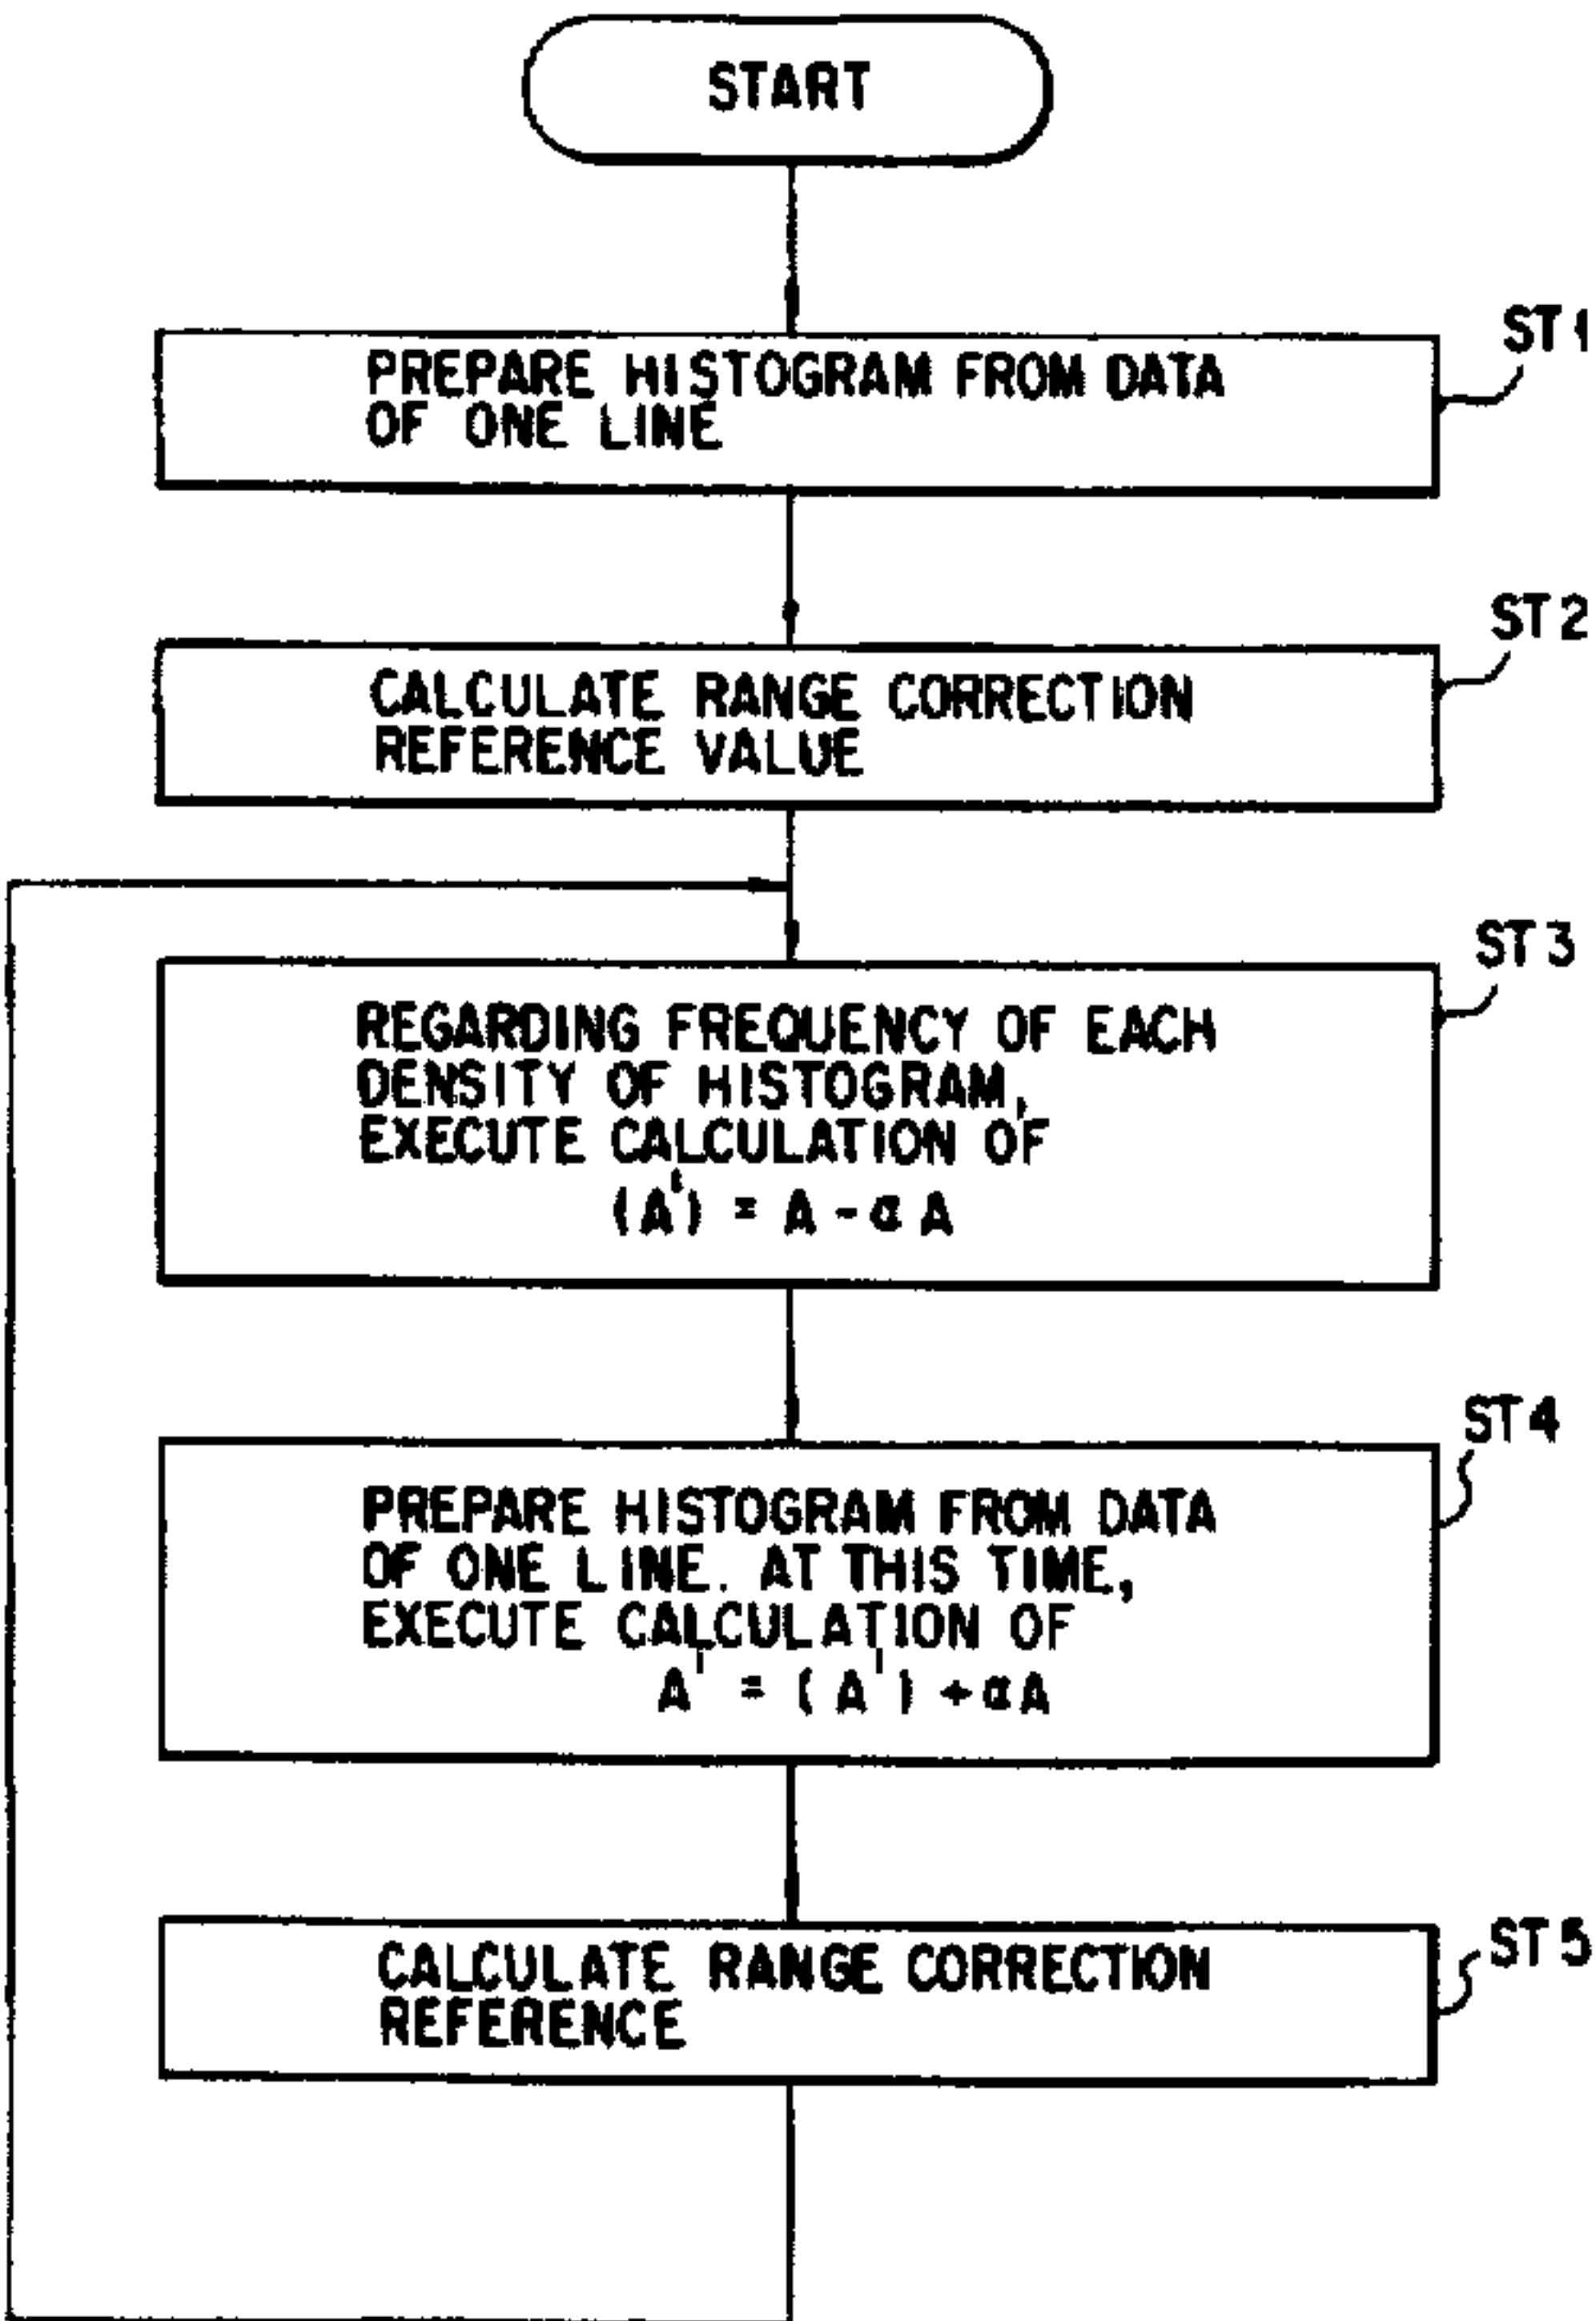 START
ST1
PREPARE HISTOGRAM FROM DATA
OF ONE LINE
ST2
CALCULATE RANGE CORRECTION
REFERENCE VALUE
ST3
REGARDING FREQUENCY OF EACH
DENSITY OF HISTOGRAM,
EXECUTE CALCULATION OF
(A') = A - αA
ST4
PREPARE HISTOGRAM FROM DATA
OF ONE LINE. AT THIS TIME,
EXECUTE CALCULATION OF
A' = (A') + αA
ST5
CALCULATE RANGE CORRECTION
REFERENCE